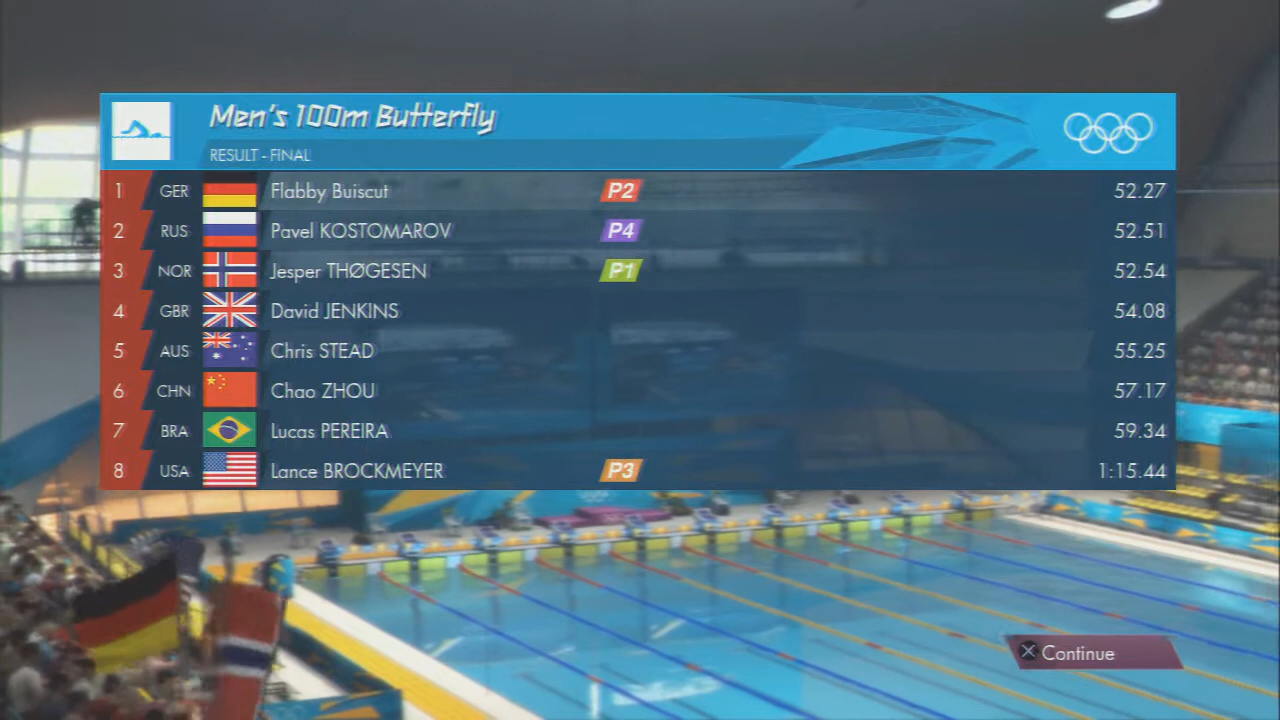 Men's 100m Butterfly
RESULT - FINAL
1 GER Flabby Buiscut P2 52.27
2 RUS Pavel KOSTOMAROV P4 52.51
3 NOR Jesper THØGESEN P1 52.54
4 GBR David JENKINS 54.08
5 AUS Chris STEAD 55.25
6 CHN Chao ZHOU 57.17
7 BRA Lucas PEREIRA 59.34
8 USA Lance BROCKMEYER P3 1:15.44
Continue